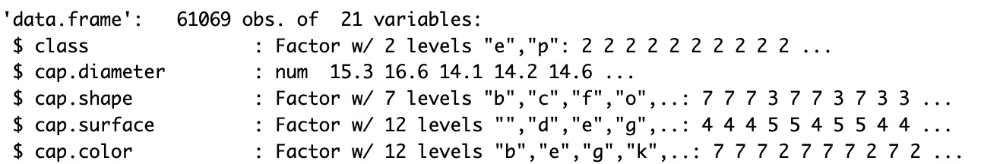 'data.frame':   61069 obs. of  21 variables:
 $ class               : Factor w/ 2 levels "e","p": 2 2 2 2 2 2 2 2 2 2 ...
 $ cap.diameter        : num  15.3 16.6 14.1 14.2 14.6 ...
 $ cap.shape           : Factor w/ 7 levels "b","c","f","o",..: 7 7 7 3 7 7 3 7 3 3 ...
 $ cap.surface         : Factor w/ 12 levels "","d","e","g",..: 4 4 4 5 5 4 5 5 4 4 ...
 $ cap.color           : Factor w/ 12 levels "b","e","g","k",..: 7 7 7 2 7 7 7 2 7 2 ...